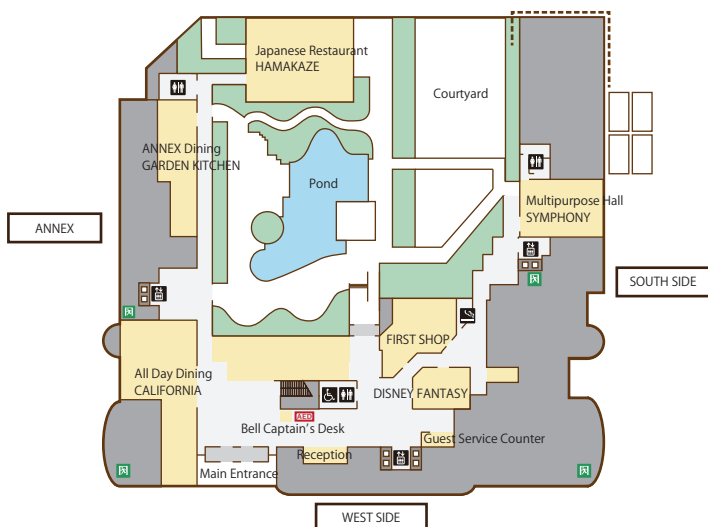 Japanese Restaurant
HAMAKAZE
Courtyard
ANNEX Dining
GARDEN KITCHEN
Pond
Multipurpose Hall
SYMPHONY
ANNEX
SOUTH SIDE
FIRST SHOP
All Day Dining
CALIFORNIA
DISNEY FANTASY
AED
Bell Captain's Desk
Guest Service Counter
Reception
Main Entrance
WEST SIDE